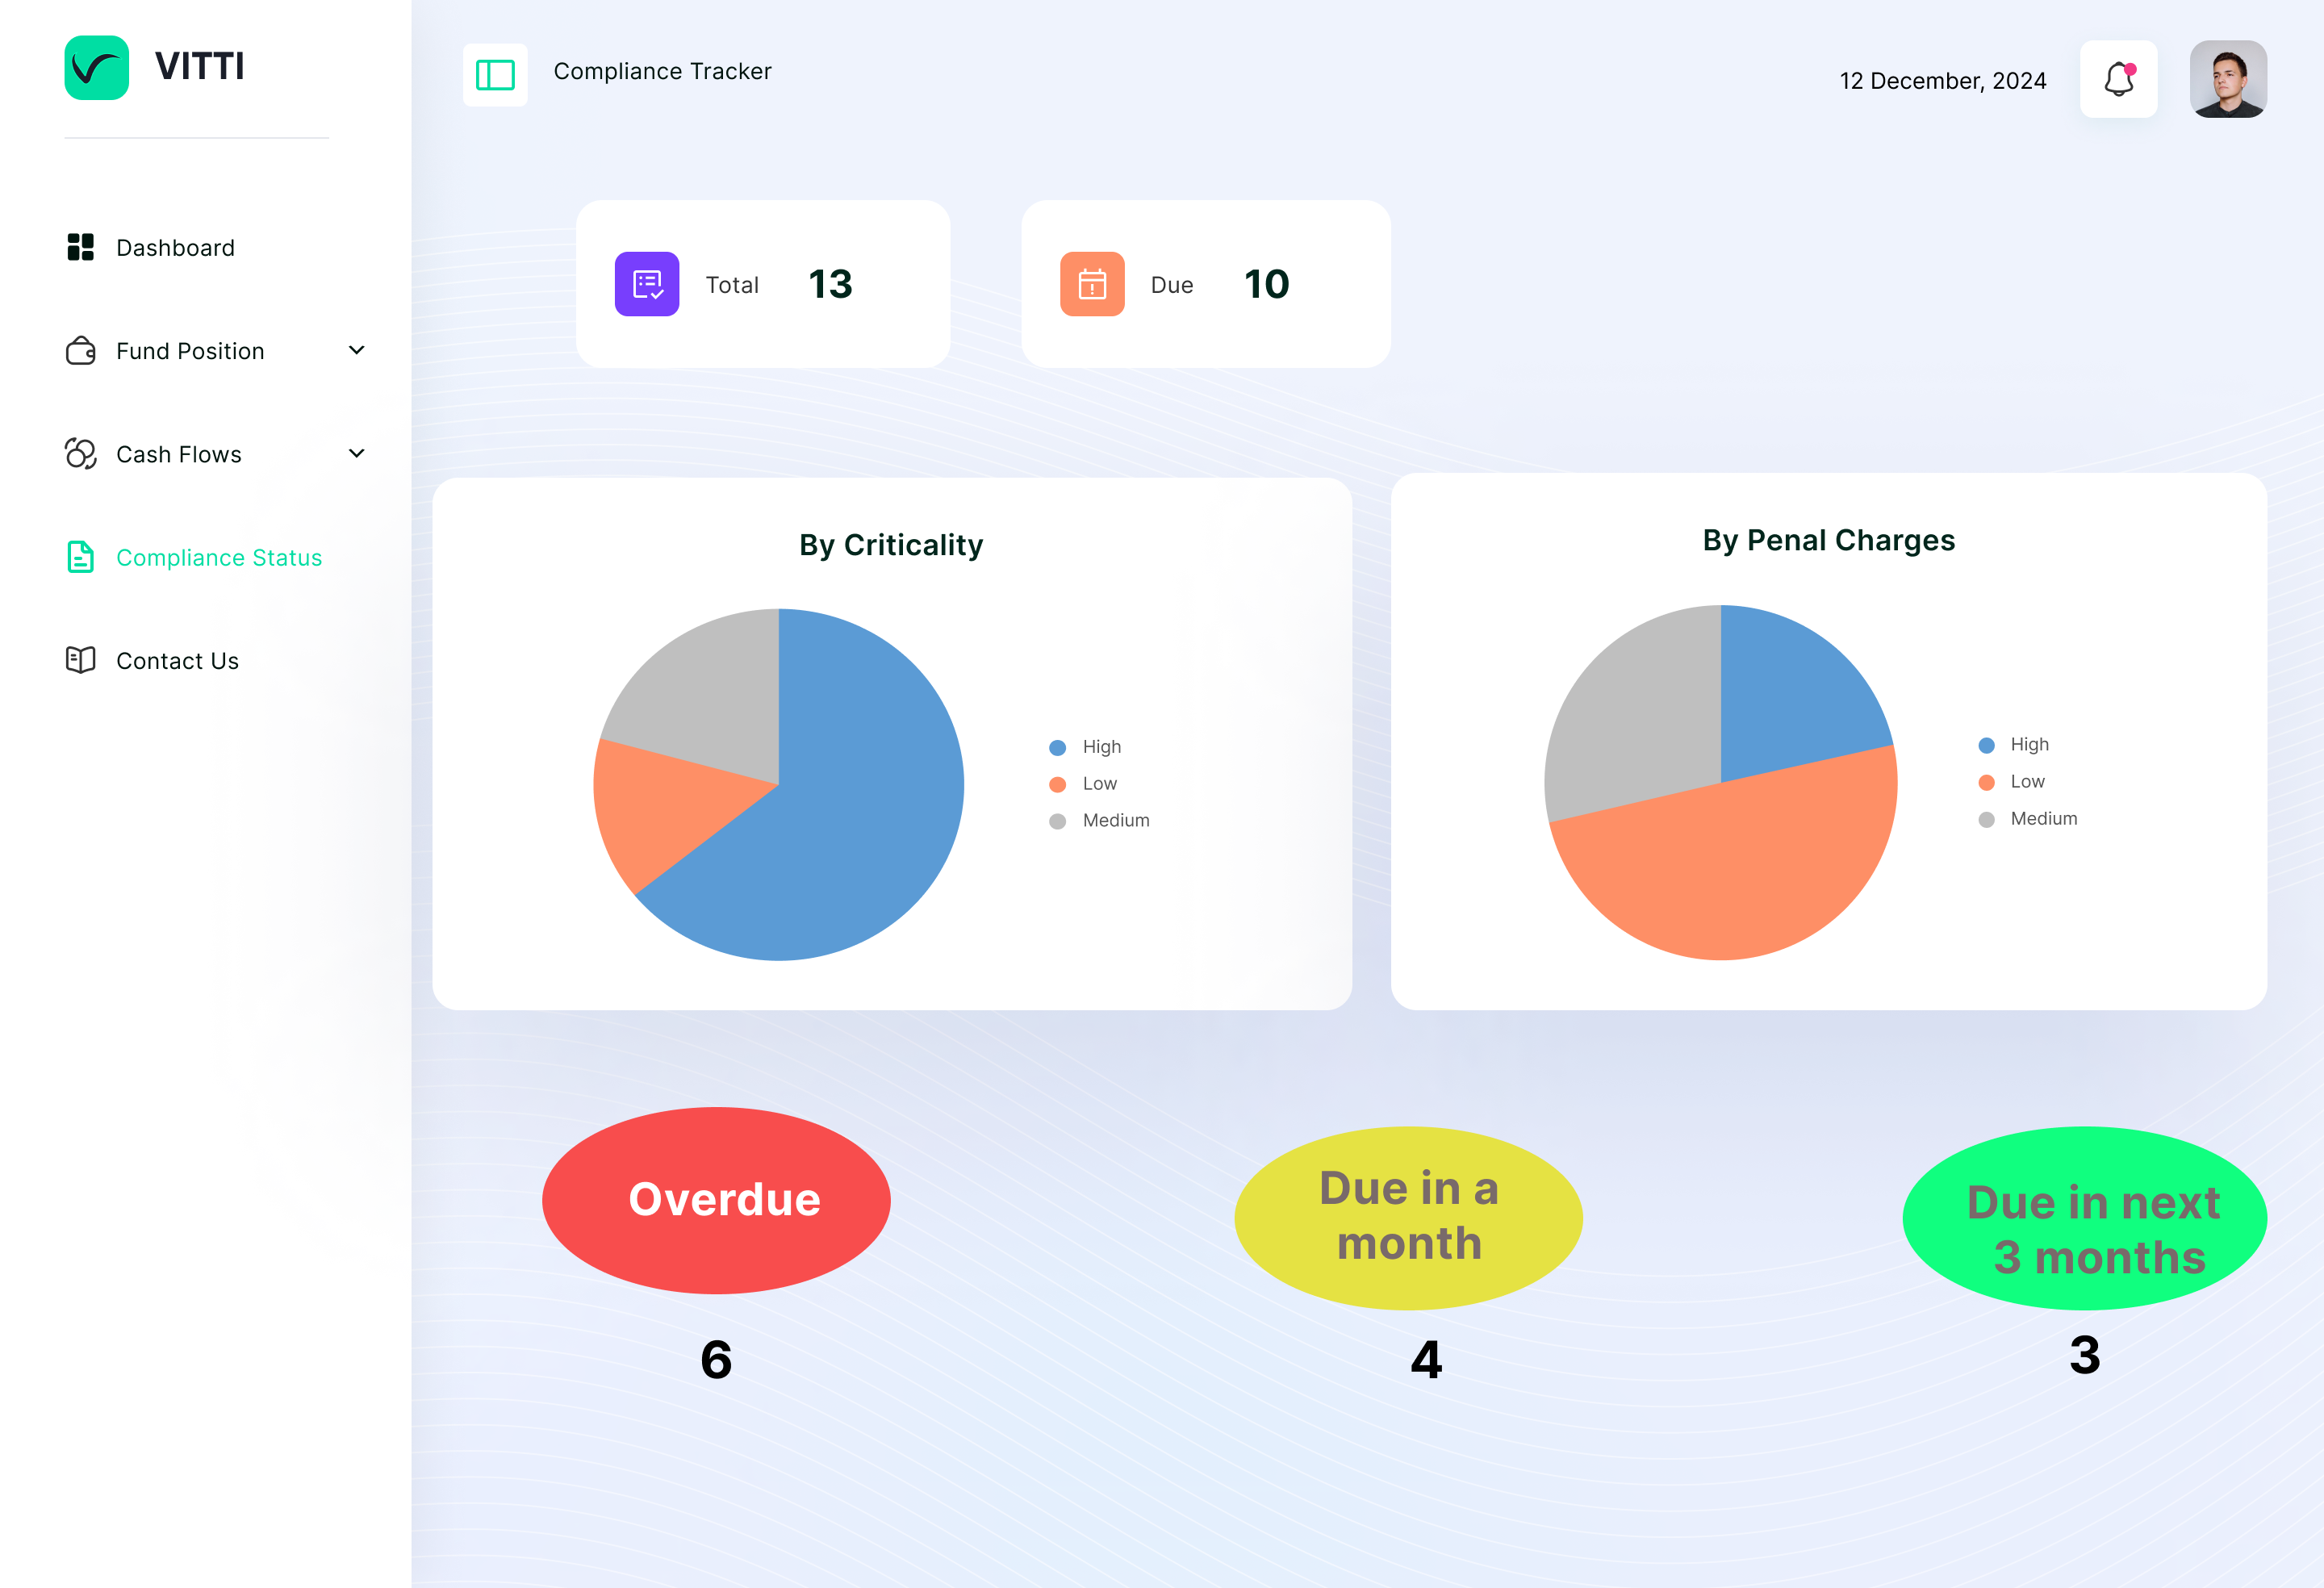 VITTI
Dashboard
Fund Position
Cash Flows
Compliance Status
Contact Us
Compliance Tracker
12 December, 2024
Total 13
Due 10
By Criticality
High
Low
Medium
By Penal Charges
High
Low
Medium
Overdue
6
Due in a
month
4
Due in next
3 months
3